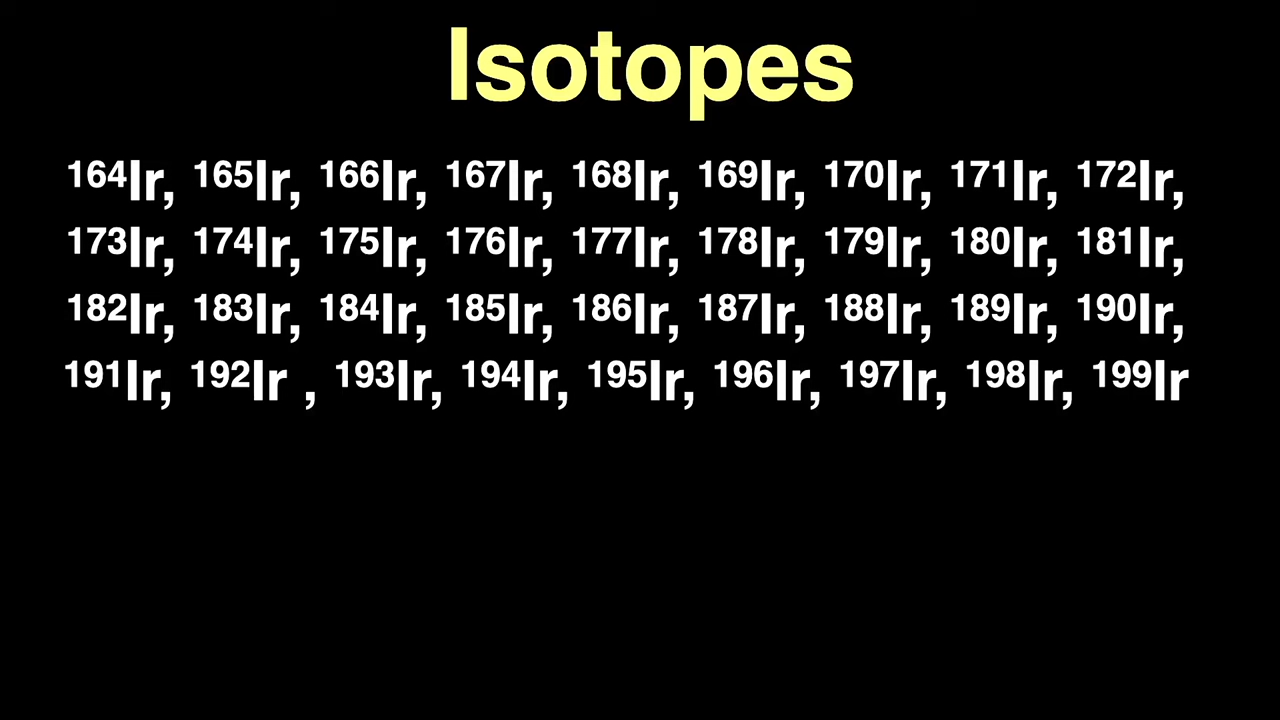 Isotopes
¹⁶⁴Ir, ¹⁶⁵Ir, ¹⁶⁶Ir, ¹⁶⁷Ir, ¹⁶⁸Ir, ¹⁶⁹Ir, ¹⁷⁰Ir, ¹⁷¹Ir, ¹⁷²Ir,
¹⁷³Ir, ¹⁷⁴Ir, ¹⁷⁵Ir, ¹⁷⁶Ir, ¹⁷⁷Ir, ¹⁷⁸Ir, ¹⁷⁹Ir, ¹⁸⁰Ir, ¹⁸¹Ir,
¹⁸²Ir, ¹⁸³Ir, ¹⁸⁴Ir, ¹⁸⁵Ir, ¹⁸⁶Ir, ¹⁸⁷Ir, ¹⁸⁸Ir, ¹⁸⁹Ir, ¹⁹⁰Ir,
¹⁹¹Ir, ¹⁹²Ir , ¹⁹³Ir, ¹⁹⁴Ir, ¹⁹⁵Ir, ¹⁹⁶Ir, ¹⁹⁷Ir, ¹⁹⁸Ir, ¹⁹⁹Ir